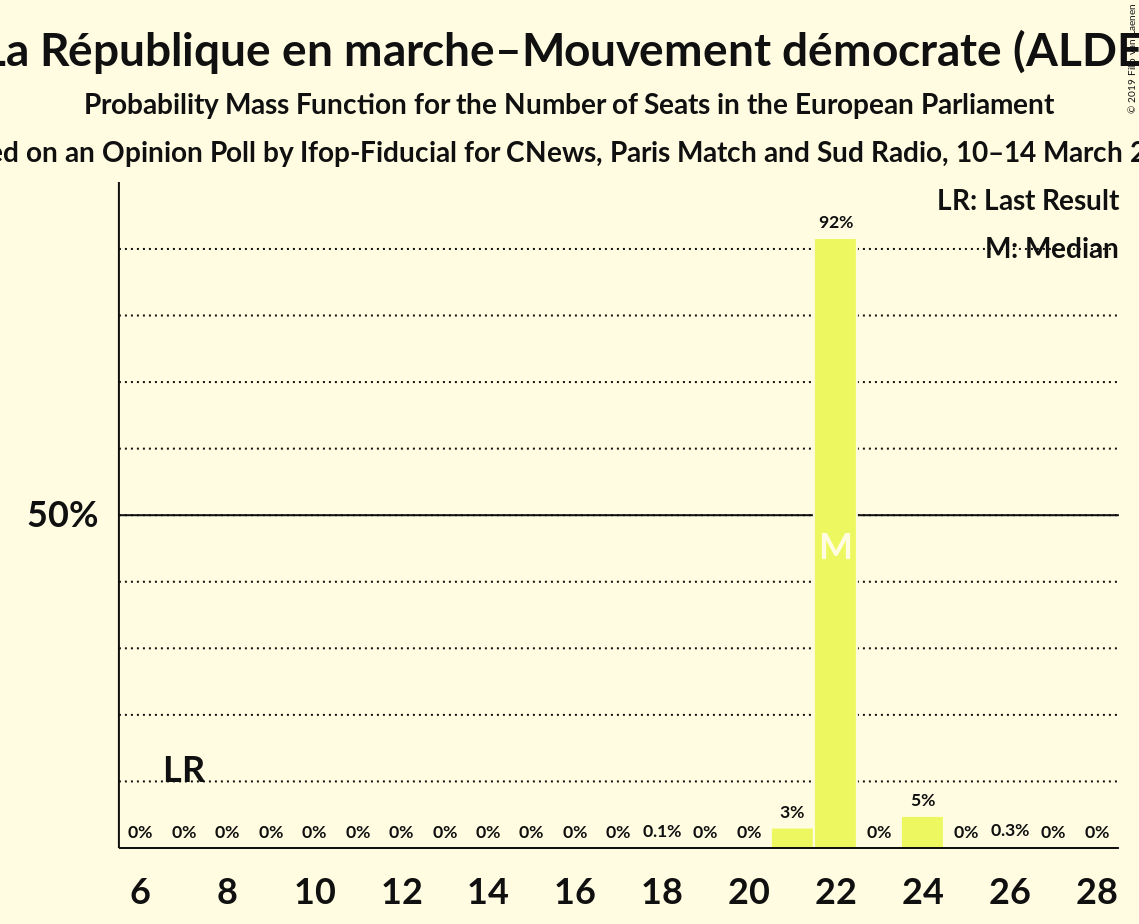 La République en marche–Mouvement démocrate (ALDE
Probability Mass Function for the Number of Seats in the European Parliament
ed on an Opinion Poll by Ifop-Fiducial for CNews, Paris Match and Sud Radio, 10–14 March 2
© 2019 Filip van Laenen
LR: Last Result
M: Median
92%
50%
M
LR
0% 0% 0% 0% 0% 0% 0% 0% 0% 0% 0% 0% 0.1% 0% 0% 3% 0% 5% 0% 0.3% 0% 0%
6 8 10 12 14 16 18 20 22 24 26 28